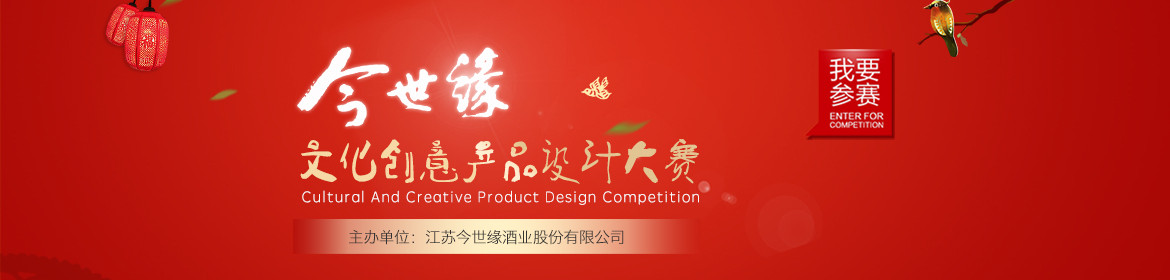 今世缘
文化创意产品设计大赛
Cultural And Creative Product Design Competition
主办单位：江苏今世缘酒业股份有限公司
我要
参赛
ENTER FOR
COMPETITION